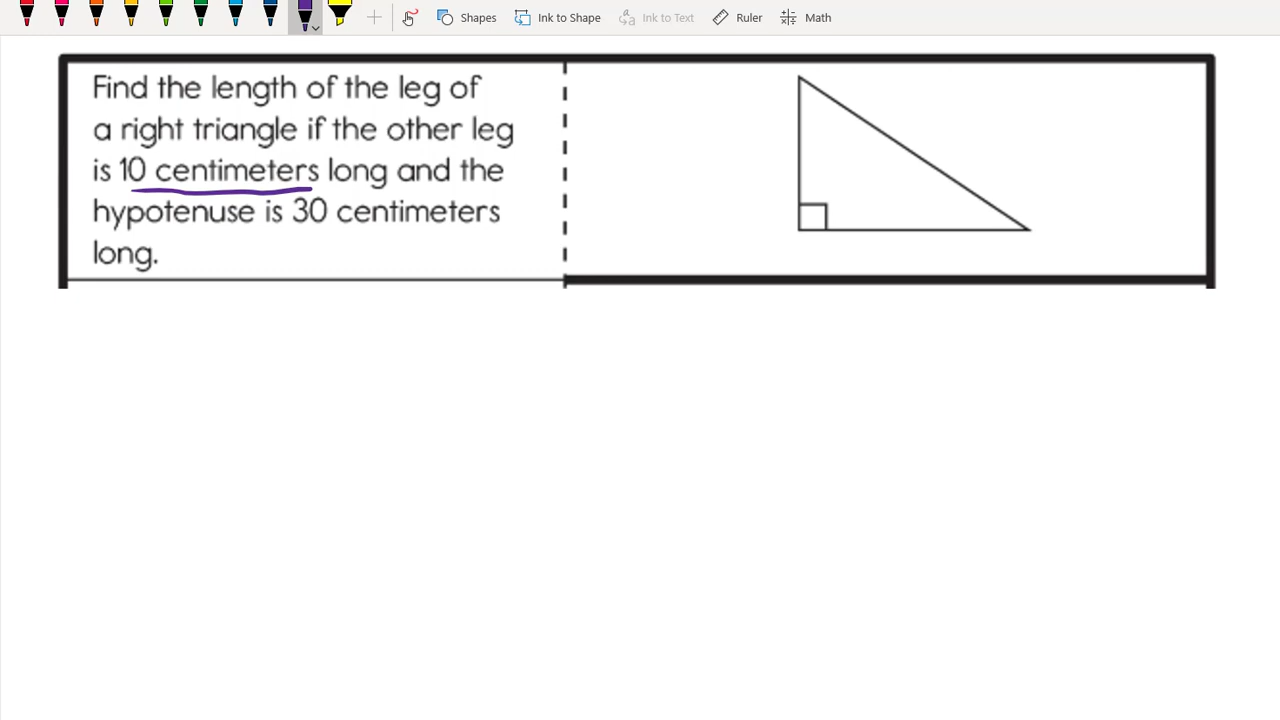 Shapes Ink to Shape Ink to Text Ruler Math
Find the length of the leg of
a right triangle if the other leg
is 10 centimeters long and the
hypotenuse is 30 centimeters
long.